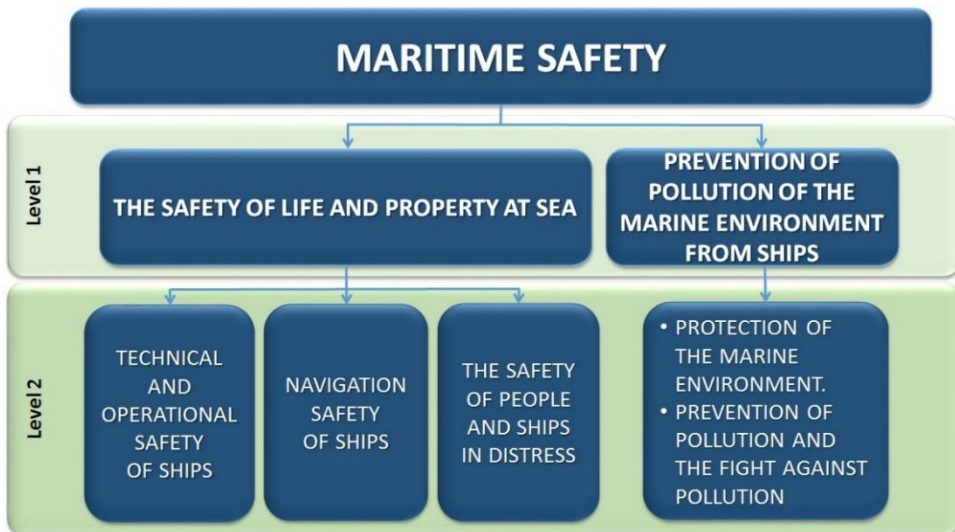 MARITIME SAFETY
Level 1
THE SAFETY OF LIFE AND PROPERTY AT SEA
PREVENTION OF
POLLUTION OF THE
MARINE ENVIRONMENT
FROM SHIPS
Level 2
TECHNICAL
AND
OPERATIONAL
SAFETY
OF SHIPS
NAVIGATION
SAFETY
OF SHIPS
THE SAFETY
OF PEOPLE
AND SHIPS
IN DISTRESS
• PROTECTION OF
THE MARINE
ENVIRONMENT.
• PREVENTION OF
POLLUTION AND
THE FIGHT AGAINST
POLLUTION